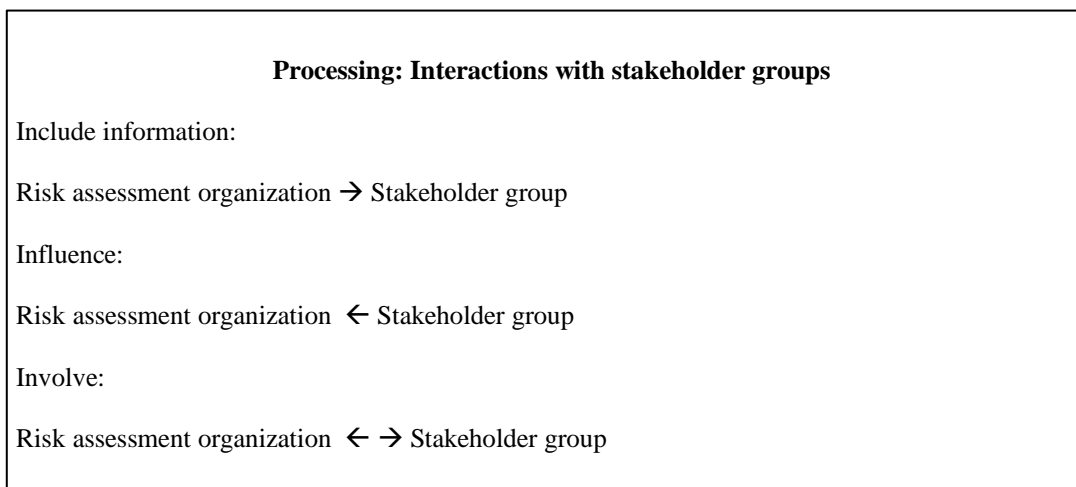 Processing: Interactions with stakeholder groups
Include information:
Risk assessment organization → Stakeholder group
Influence:
Risk assessment organization ← Stakeholder group
Involve:
Risk assessment organization ← → Stakeholder group